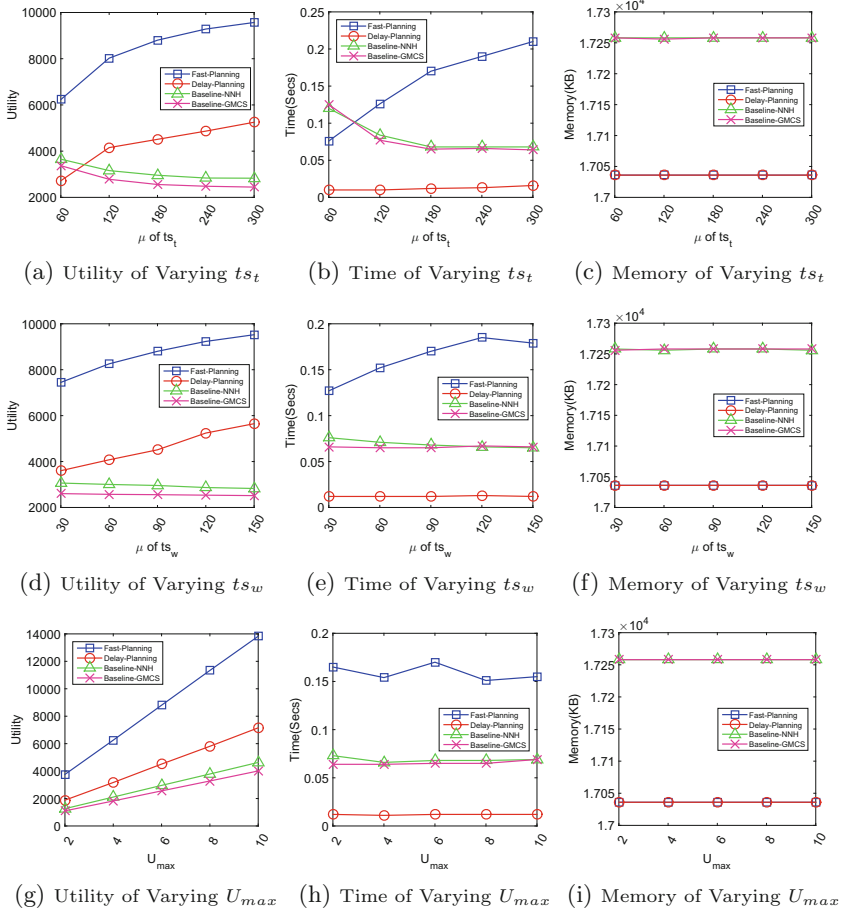 10000
8000
6000
4000
2000
Utility
Fast-Planning
Delay-Planning
Baseline-NNH
Baseline-GMCS
60
120
180
240
300
μ of ts_t
(a) Utility of Varying ts_t
0.25
0.2
0.15
0.1
0.05
0
Time(Secs)
Fast-Planning
Delay-Planning
Baseline-NNH
Baseline-GMCS
60
120
180
240
300
μ of ts_t
(b) Time of Varying ts_t
×10^4
1.73
1.725
1.72
1.715
1.71
1.705
1.7
Memory(KB)
Fast-Planning
Delay-Planning
Baseline-NNH
Baseline-GMCS
60
120
180
240
300
μ of ts_t
(c) Memory of Varying ts_t
10000
8000
6000
4000
2000
Utility
Fast-Planning
Delay-Planning
Baseline-NNH
Baseline-GMCS
30
60
90
120
150
μ of ts_w
(d) Utility of Varying ts_w
0.2
0.15
0.1
0.05
0
Time(Secs)
Fast-Planning
Delay-Planning
Baseline-NNH
Baseline-GMCS
30
60
90
120
150
μ of ts_w
(e) Time of Varying ts_w
×10^4
1.73
1.725
1.72
1.715
1.71
1.705
1.7
Memory(KB)
Fast-Planning
Delay-Planning
Baseline-NNH
Baseline-GMCS
30
60
90
120
150
μ of ts_w
(f) Memory of Varying ts_w
14000
12000
10000
8000
6000
4000
2000
0
Utility
Fast-Planning
Delay-Planning
Baseline-NNH
Baseline-GMCS
2
4
6
8
10
U_max
(g) Utility of Varying U_max
0.2
0.15
0.1
0.05
0
Time(Secs)
Fast-Planning
Delay-Planning
Baseline-NNH
Baseline-GMCS
2
4
6
8
10
U_max
(h) Time of Varying U_max
×10^4
1.73
1.725
1.72
1.715
1.71
1.705
1.7
Memory(KB)
Fast-Planning
Delay-Planning
Baseline-NNH
Baseline-GMCS
2
4
6
8
10
U_max
(i) Memory of Varying U_max